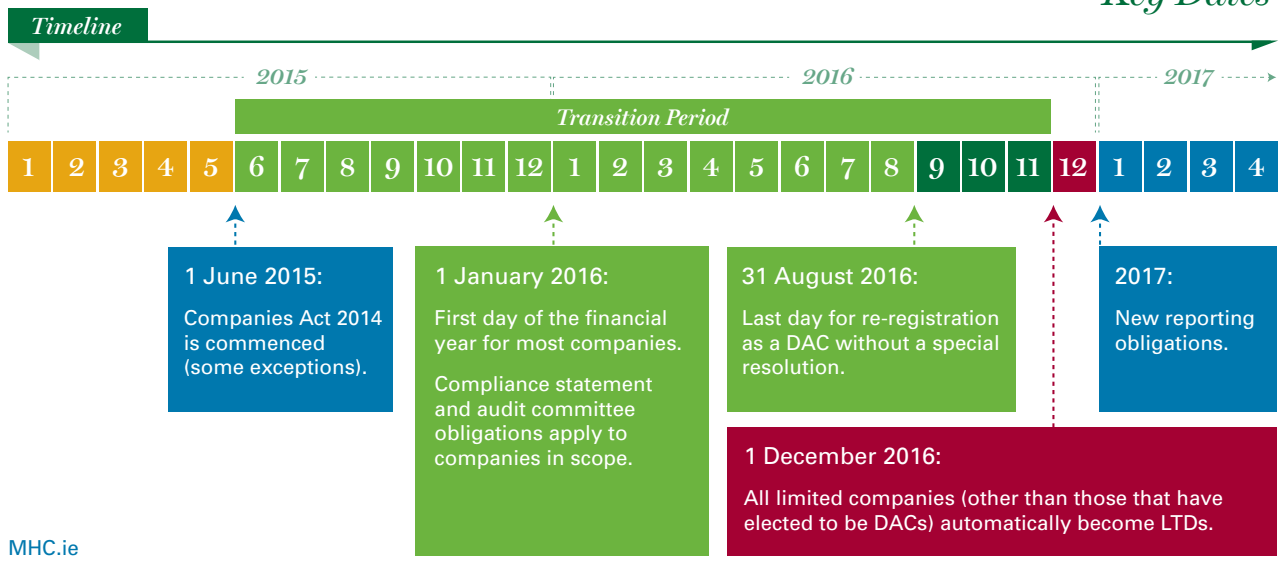 Key Dates
Timeline
2015 2016 2017
Transition Period
1 2 3 4 5 6 7 8 9 10 11 12 1 2 3 4 5 6 7 8 9 10 11 12 1 2 3 4
1 June 2015:
Companies Act 2014
is commenced
(some exceptions).
1 January 2016:
First day of the financial
year for most companies.
Compliance statement
and audit committee
obligations apply to
companies in scope.
31 August 2016:
Last day for re-registration
as a DAC without a special
resolution.
2017:
New reporting
obligations.
1 December 2016:
All limited companies (other than those that have
elected to be DACs) automatically become LTDs.
MHC.ie